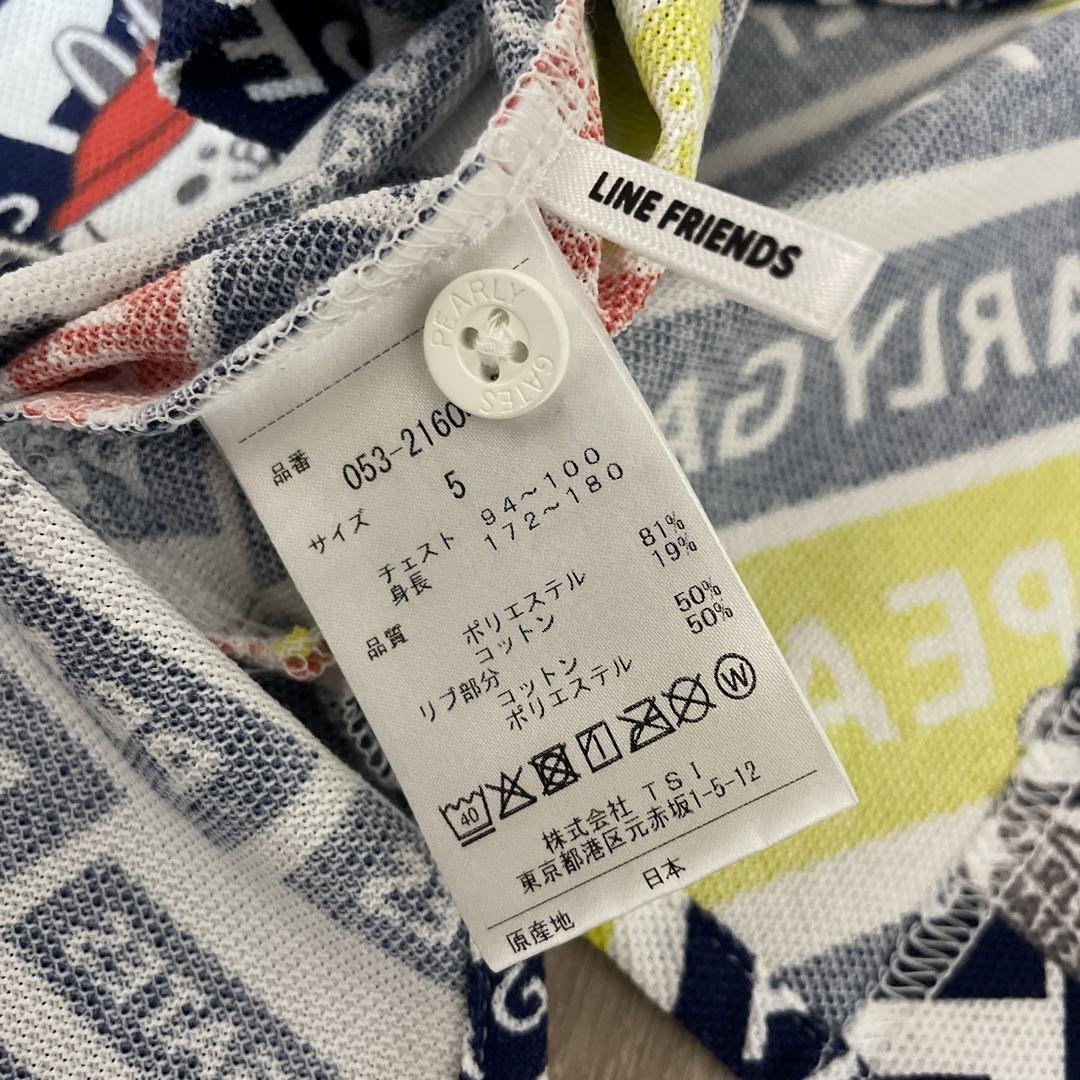 LINE FRIENDS
PEARLY
GATES
品番 053-2160
サイズ 5
チェスト 94~100
身長 172~180
品質 ポリエステル 81%
コットン 19%
リブ部分 コットン 50%
ポリエステル 50%
40
W
株式会社 TSI
東京都港区元赤坂1-5-12
原産地 日本
ARLYGA
PEA